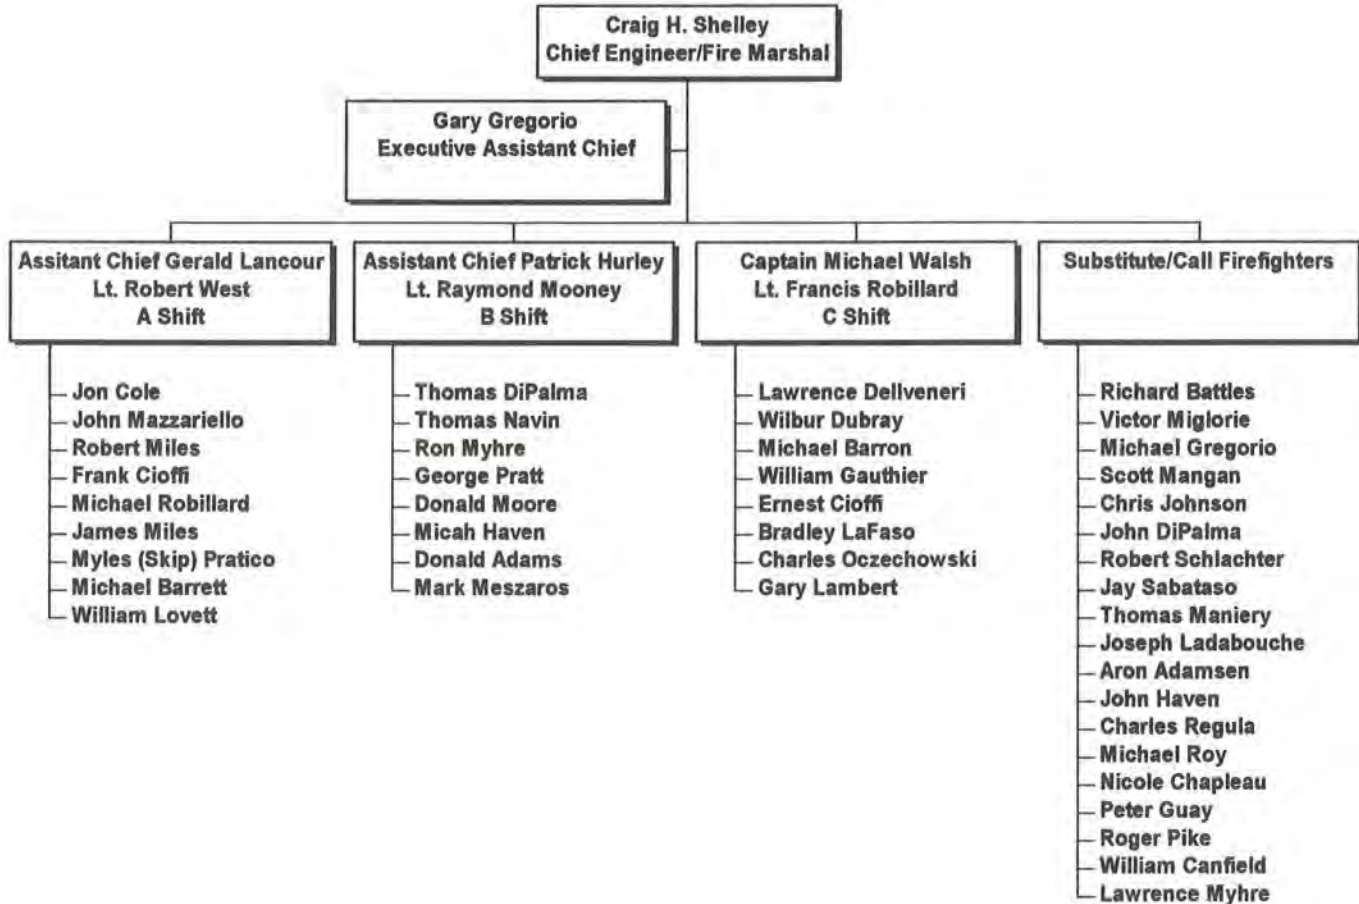 Craig H. Shelley
Chief Engineer/Fire Marshal
Gary Gregorio
Executive Assistant Chief
Assitant Chief Gerald Lancour
Lt. Robert West
A Shift
Jon Cole
John Mazzariello
Robert Miles
Frank Cioffi
Michael Robillard
James Miles
Myles (Skip) Pratico
Michael Barrett
William Lovett
Assistant Chief Patrick Hurley
Lt. Raymond Mooney
B Shift
Thomas DiPalma
Thomas Navin
Ron Myhre
George Pratt
Donald Moore
Micah Haven
Donald Adams
Mark Meszaros
Captain Michael Walsh
Lt. Francis Robillard
C Shift
Lawrence Dellveneri
Wilbur Dubray
Michael Barron
William Gauthier
Ernest Cioffi
Bradley LaFaso
Charles Oczechowski
Gary Lambert
Substitute/Call Firefighters
Richard Battles
Victor Miglorie
Michael Gregorio
Scott Mangan
Chris Johnson
John DiPalma
Robert Schlachter
Jay Sabataso
Thomas Maniery
Joseph Ladabouche
Aron Adamsen
John Haven
Charles Regula
Michael Roy
Nicole Chapleau
Peter Guay
Roger Pike
William Canfield
Lawrence Myhre